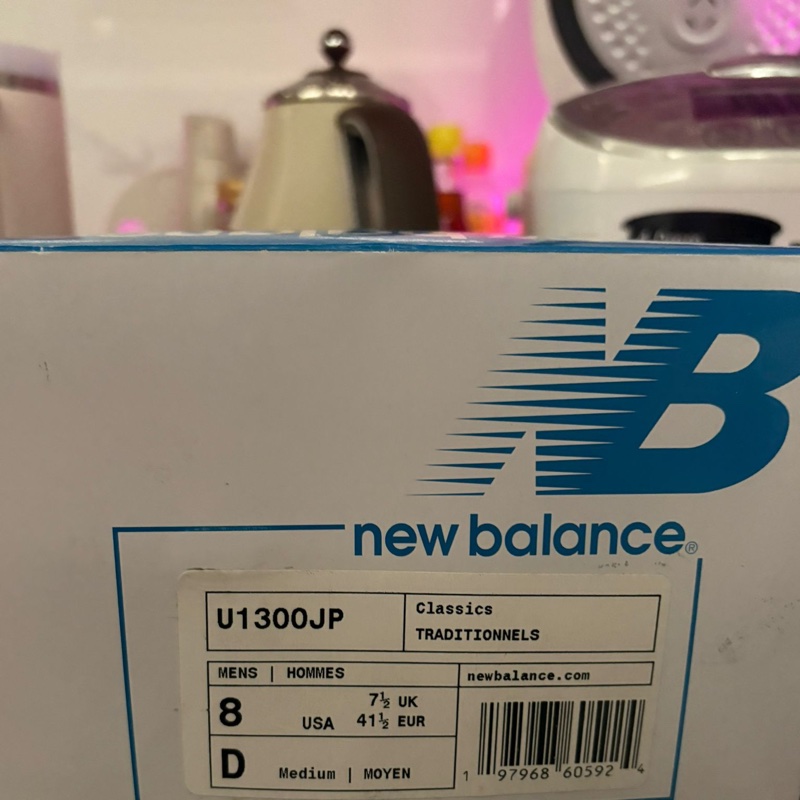 NB
new balance®
U1300JP
Classics
TRADITIONNELS
MENS | HOMMES
newbalance.com
8
USA
7½ UK
41½ EUR
D
Medium | MOYEN
1 97968 60592 4